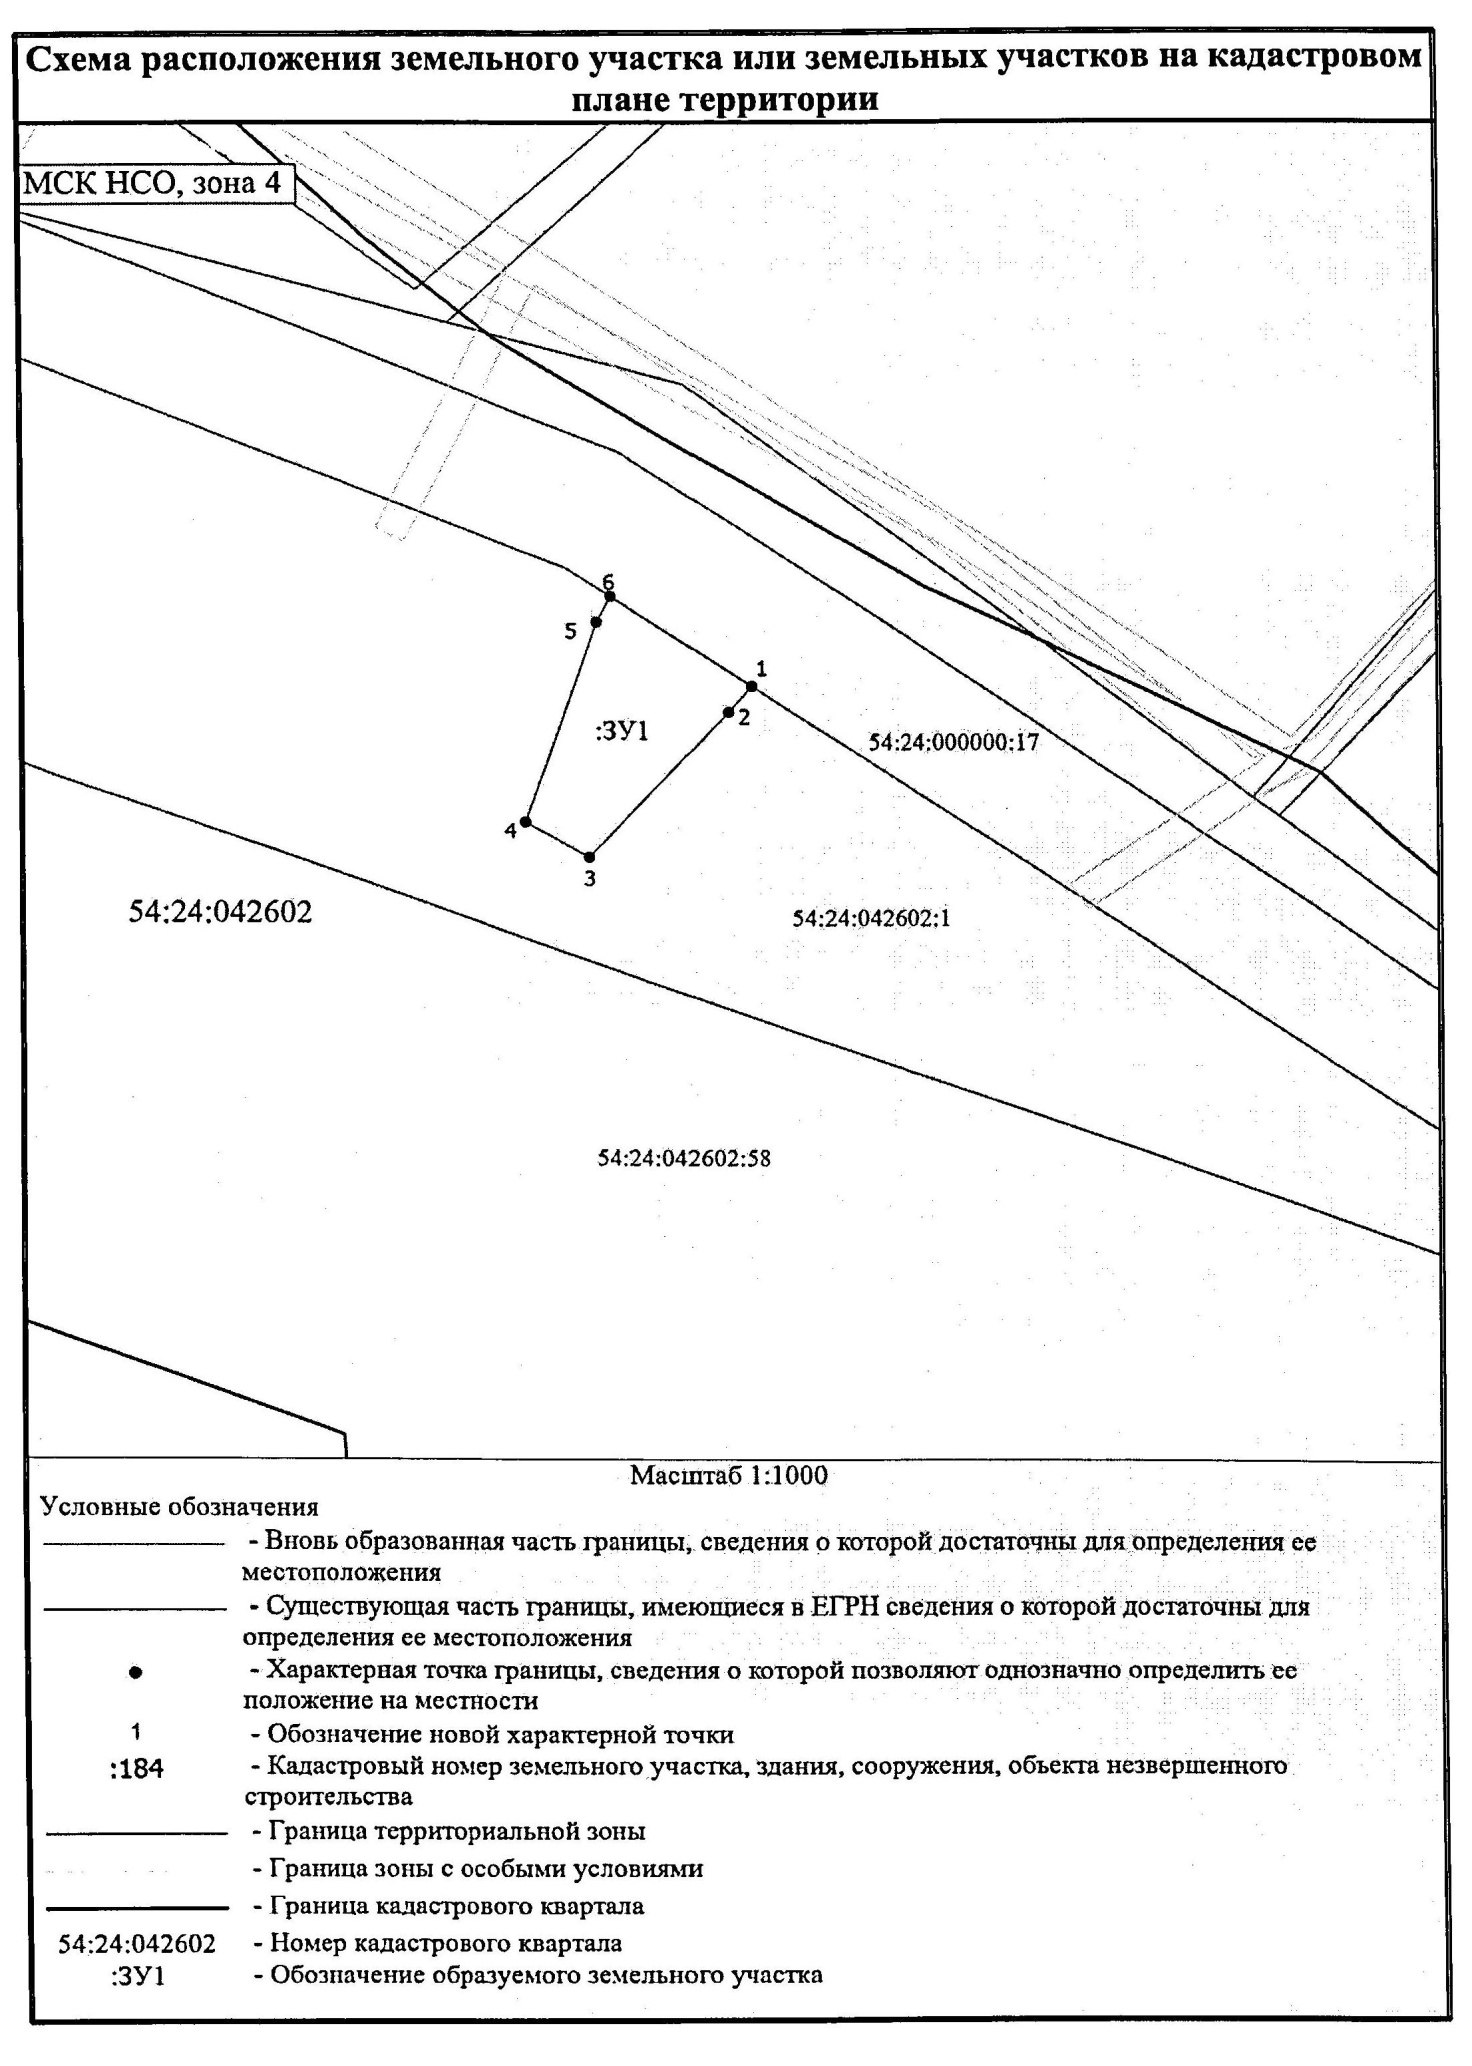 Схема расположения земельного участка или земельных участков на кадастровом
плане территории
МСК НСО, зона 4
6
5
1
2
:ЗУ1
54:24:000000:17
4
3
54:24:042602
54:24:042602:1
54:24:042602:58
Масштаб 1:1000
Условные обозначения
- Вновь образованная часть границы, сведения о которой достаточны для определения ее
местоположения
- Существующая часть границы, имеющиеся в ЕГРН сведения о которой достаточны для
определения ее местоположения
- Характерная точка границы, сведения о которой позволяют однозначно определить ее
положение на местности
1 - Обозначение новой характерной точки
:184 - Кадастровый номер земельного участка, здания, сооружения, объекта незвершенного
строительства
- Граница территориальной зоны
- Граница зоны с особыми условиями
- Граница кадастрового квартала
54:24:042602 - Номер кадастрового квартала
:ЗУ1 - Обозначение образуемого земельного участка